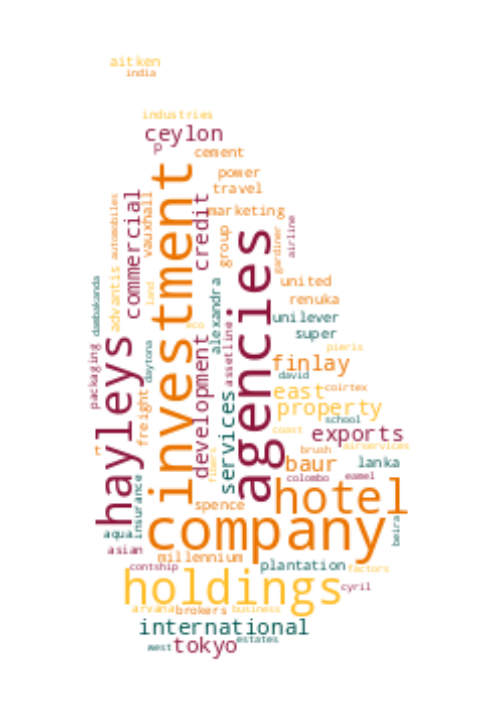 aitken
india
industries
ceylon
p
cement
power
travel
investment
commercial
vauxhall
automobiles
credit
marketing
group
gardiner
airline
agencies
advantis
land
dambakanda
alexandra
united
renuka
unilever
super
eco
assetline
hayleys
packaging
daytona
development
pieris
finlay
david
east
coirtex
property
school
coast
exports
freight
services
fibers
brush
airservices
baur
lanka
colombo
eamel
t
insurance
hotel
spence
company
beira
aqua
asian
millennium
contship
plantation
factors
holdings
cyril
arvana
brokers
business
international
estates
west
tokyo